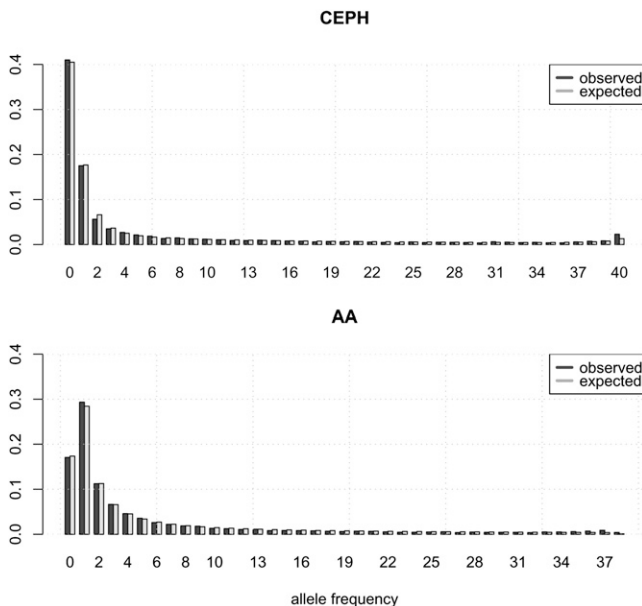 CEPH
0.4
0.3
0.2
0.1
0.0
observed
expected
0 2 4 6 8 10 13 16 19 22 25 28 31 34 37 40
AA
0.4
0.3
0.2
0.1
0.0
observed
expected
0 2 4 6 8 10 13 16 19 22 25 28 31 34 37
allele frequency